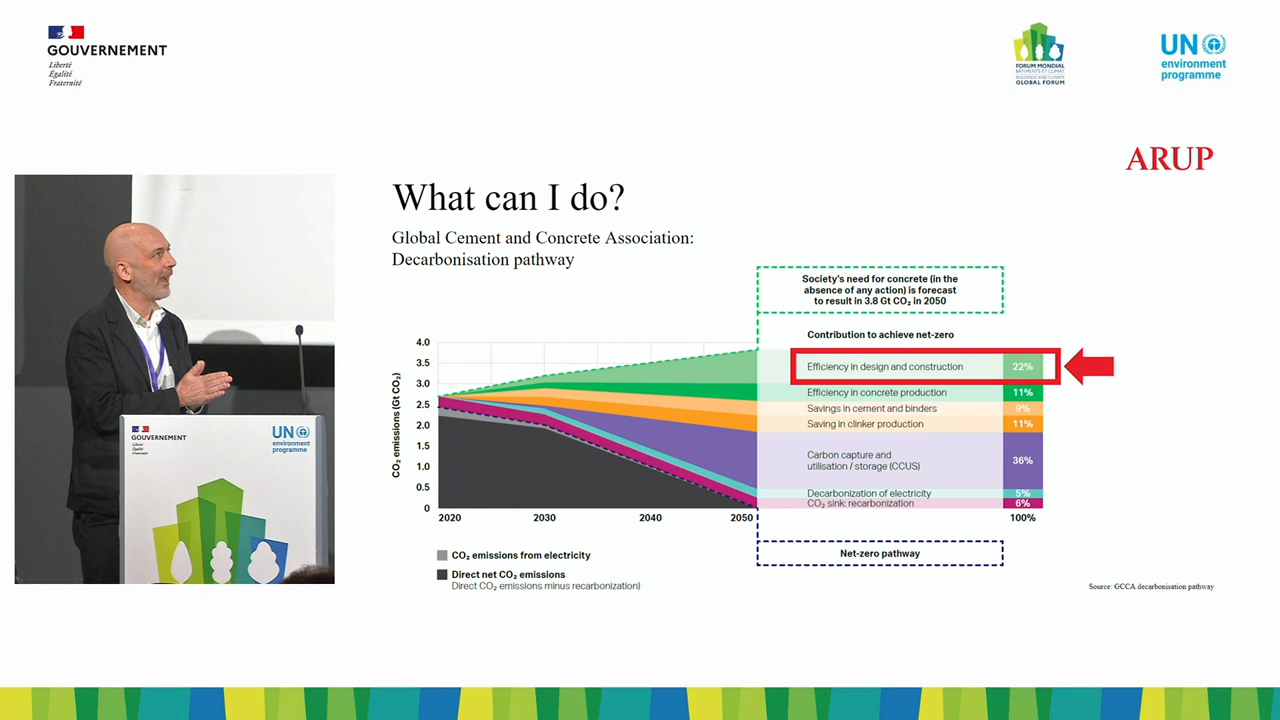 GOUVERNEMENT
Liberté
Égalité
Fraternité
FORUM MONDIAL
BÂTIMENTS ET CLIMAT
BUILDINGS AND CLIMATE
GLOBAL FORUM
UN
environment
programme
ARUP
What can I do?
Global Cement and Concrete Association:
Decarbonisation pathway
Society's need for concrete (in the
absence of any action) is forecast
to result in 3.8 Gt CO₂ in 2050
Contribution to achieve net-zero
CO₂ emissions (Gt CO₂)
4.0
3.5
3.0
2.5
2.0
1.5
1.0
0.5
0
2020 2030 2040 2050
Efficiency in design and construction 22%
Efficiency in concrete production 11%
Savings in cement and binders 9%
Saving in clinker production 11%
Carbon capture and
utilisation / storage (CCUS) 36%
Decarbonization of electricity 5%
CO₂ sink: recarbonization 6%
100%
Net-zero pathway
CO₂ emissions from electricity
Direct net CO₂ emissions
Direct CO₂ emissions minus recarbonization)
Source: GCCA decarbonisation pathway
GOUVERNEMENT
Liberté
Égalité
Fraternité
UN
environment
programme